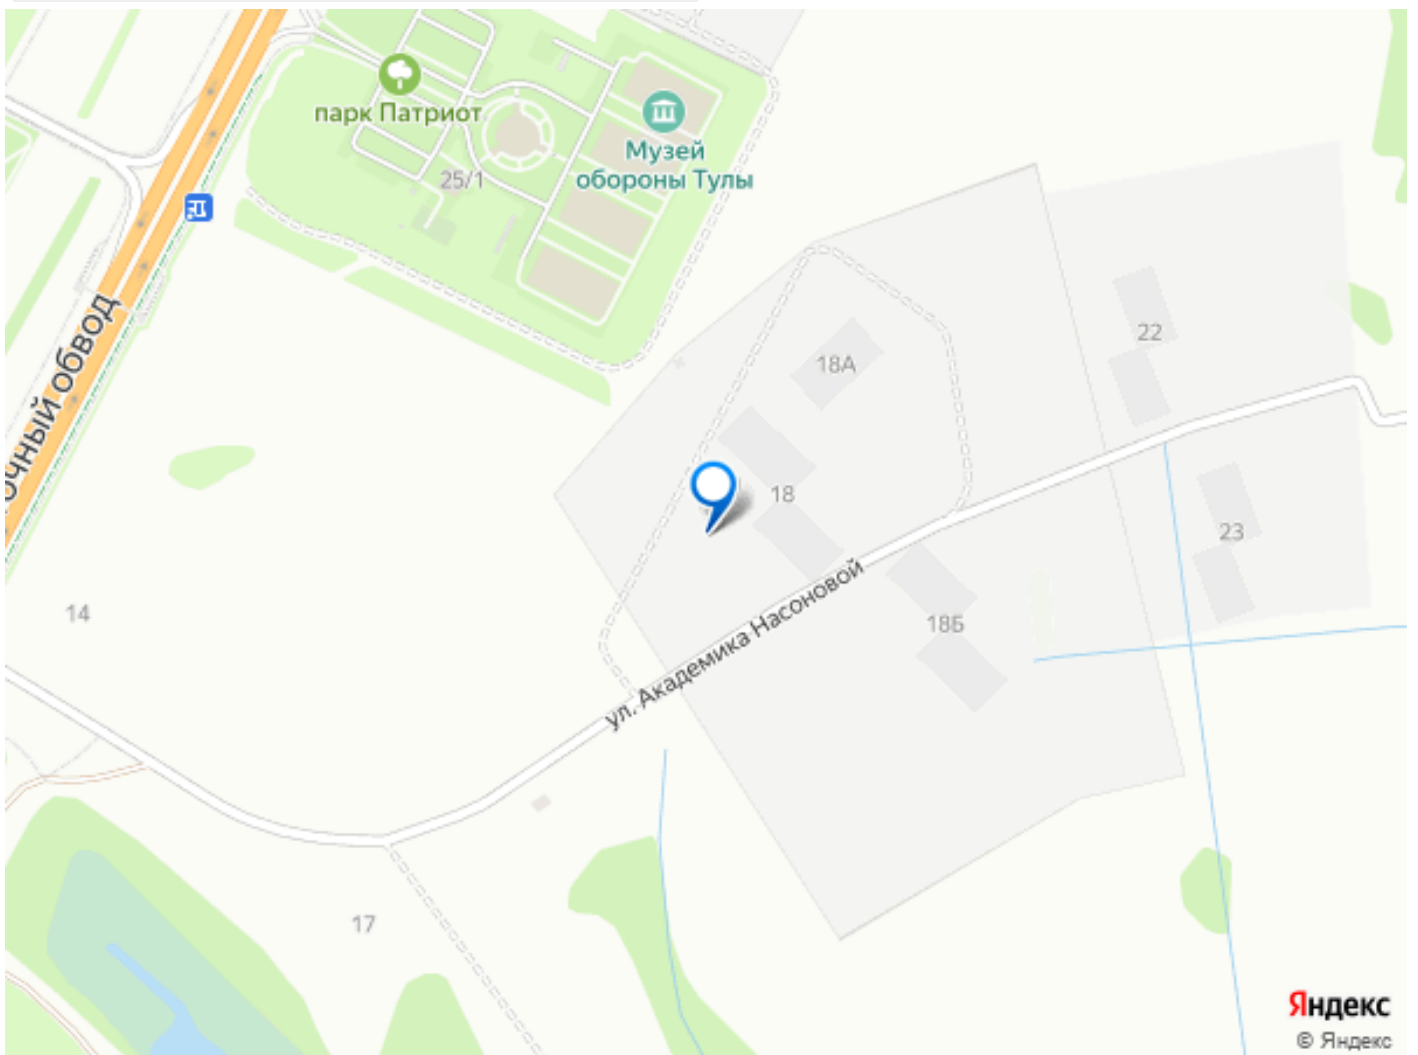 парк Патриот
Музей
обороны Тулы
25/1
очный обвод
22
18А
18
23
14
18Б
ул. Академика Насоновой
17
Яндекс
© Яндекс